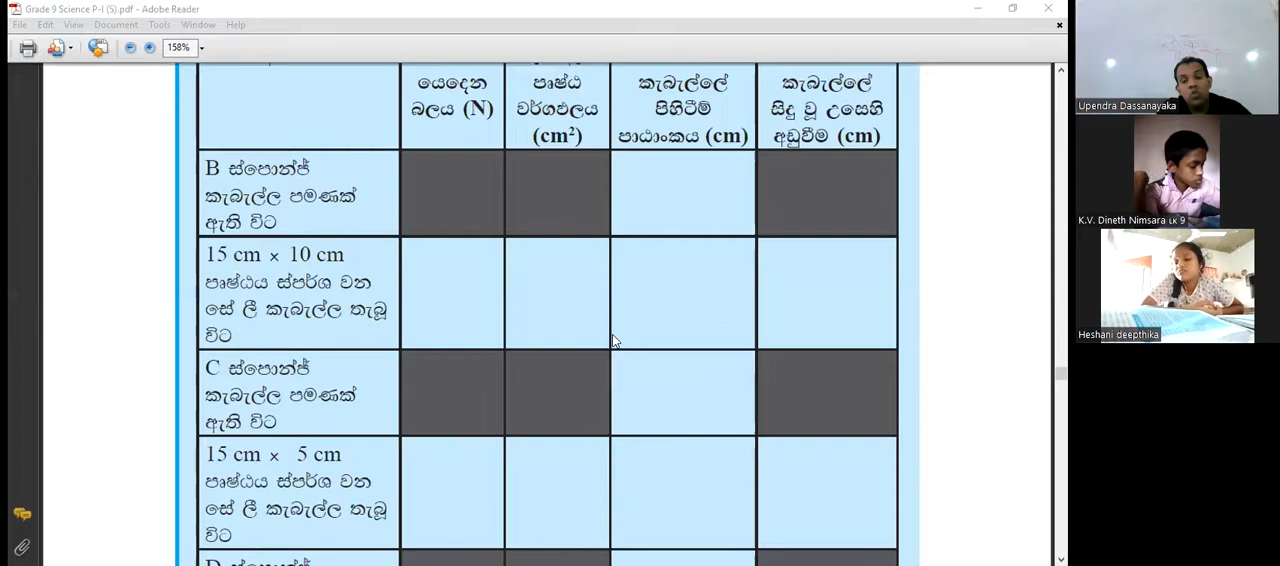 Grade 9 Science P-I (S).pdf - Adobe Reader
File Edit View Document Tools Window Help
158%
යෙදෙන
බලය (N)
පෘෂ්ඨ
වර්ගඵලය
(cm²)
කැබැල්ලේ
පිහිටීම්
පාඨාංකය (cm)
කැබැල්ලේ
සිදු වූ උසෙහි
අඩුවීම (cm)
B ස්පොන්ජ්
කැබැල්ල පමණක්
ඇති විට
15 cm × 10 cm
පෘෂ්ඨය ස්පර්ශ වන
සේ ලී කැබැල්ල තැබූ
විට
C ස්පොන්ජ්
කැබැල්ල පමණක්
ඇති විට
15 cm × 5 cm
පෘෂ්ඨය ස්පර්ශ වන
සේ ලී කැබැල්ල තැබූ
විට
D ස්පොන්ජ්
Upendra Dassanayaka
K.V. Dineth Nimsara LK 9
Heshani deepthika